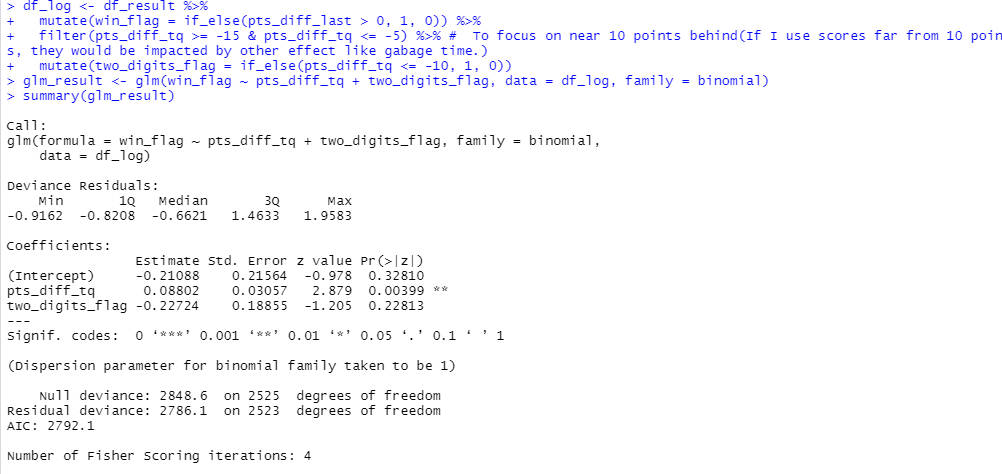 > df_log <- df_result %>%
+   mutate(win_flag = if_else(pts_diff_last > 0, 1, 0)) %>%
+   filter(pts_diff_tq >= -15 & pts_diff_tq <= -5) %>% #  To focus on near 10 points behind(If I use scores far from 10 poin
s, they would be impacted by other effect like gabage time.)
+   mutate(two_digits_flag = if_else(pts_diff_tq <= -10, 1, 0))
> glm_result <- glm(win_flag ~ pts_diff_tq + two_digits_flag, data = df_log, family = binomial)
> summary(glm_result)

Call:
glm(formula = win_flag ~ pts_diff_tq + two_digits_flag, family = binomial,
    data = df_log)

Deviance Residuals:
    Min       1Q   Median       3Q      Max
-0.9162  -0.8208  -0.6621   1.4633   1.9583

Coefficients:
                Estimate Std. Error z value Pr(>|z|)
(Intercept)     -0.21088    0.21564  -0.978  0.32810
pts_diff_tq      0.08802    0.03057   2.879  0.00399 **
two_digits_flag -0.22724    0.18855  -1.205  0.22813
---
Signif. codes:  0 ‘***’ 0.001 ‘**’ 0.01 ‘*’ 0.05 ‘.’ 0.1 ‘ ’ 1

(Dispersion parameter for binomial family taken to be 1)

    Null deviance: 2848.6  on 2525  degrees of freedom
Residual deviance: 2786.1  on 2523  degrees of freedom
AIC: 2792.1

Number of Fisher Scoring iterations: 4